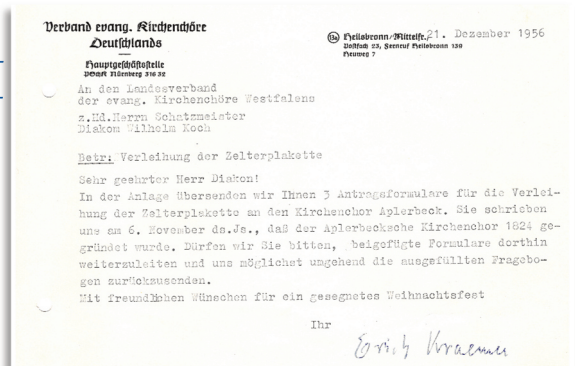 Verband evang. Kirchenchöre
Deutschlands
Hauptgeschäftsstelle
PSchK Nürnberg 316 32
(13a) Heilsbronn/Mittelfr., 21. Dezember 1956
Postfach 23, Fernruf Heilsbronn 139
Heuweg 7
An den Landesverband
der evang. Kirchenchöre Westfalens
z.Hd.Herrn Schatzmeister
Diakom Wilhelm Koch
Betr: Verleihung der Zelterplakette
Sehr geehrter Herr Diakon!
In der Anlage übersenden wir Ihnen 3 Antragsformulare für die Verlei-
hung der Zelterplakette an den Kirchenchor Aplerbeck. Sie schrieben
uns am 6. November ds.Js., daß der Aplerbecksche Kirchenchor 1824 ge-
gründet wurde. Dürfen wir Sie bitten, beigefügte Formulare dorthin
weiterzuleiten und uns möglichst umgehend die ausgefüllten Fragebo-
gen zurückzusenden.
Mit freundlichen Wünschen für ein gesegnetes Weihnachtsfest
Ihr
Erich Kraemer